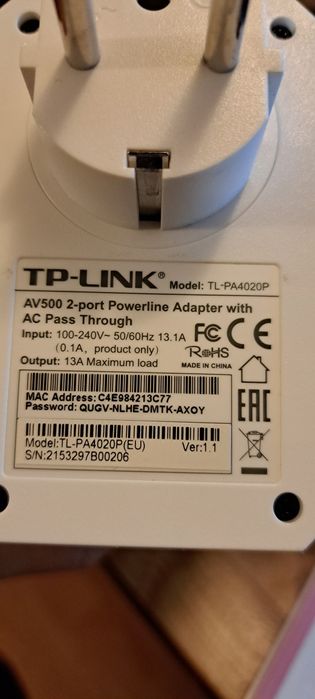 TP-LINK® Model: TL-PA4020P
AV500 2-port Powerline Adapter with
AC Pass Through
Input: 100-240V~ 50/60Hz 13.1A
(0.1A, product only)
Output: 13A Maximum load
FC CE
RoHS
MADE IN CHINA
EAC
MAC Address: C4E984213C77
Password: QUGV-NLHE-DMTK-AXOY
Model:TL-PA4020P(EU) Ver:1.1
S/N:2153297B00206